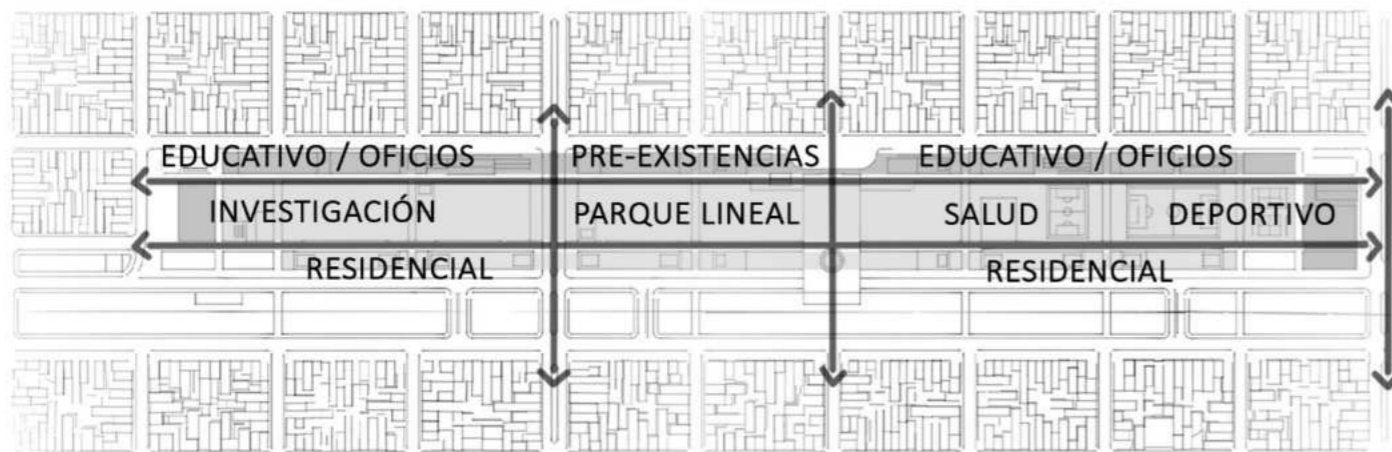 EDUCATIVO / OFICIOS PRE-EXISTENCIAS EDUCATIVO / OFICIOS
INVESTIGACIÓN PARQUE LINEAL SALUD DEPORTIVO
RESIDENCIAL RESIDENCIAL